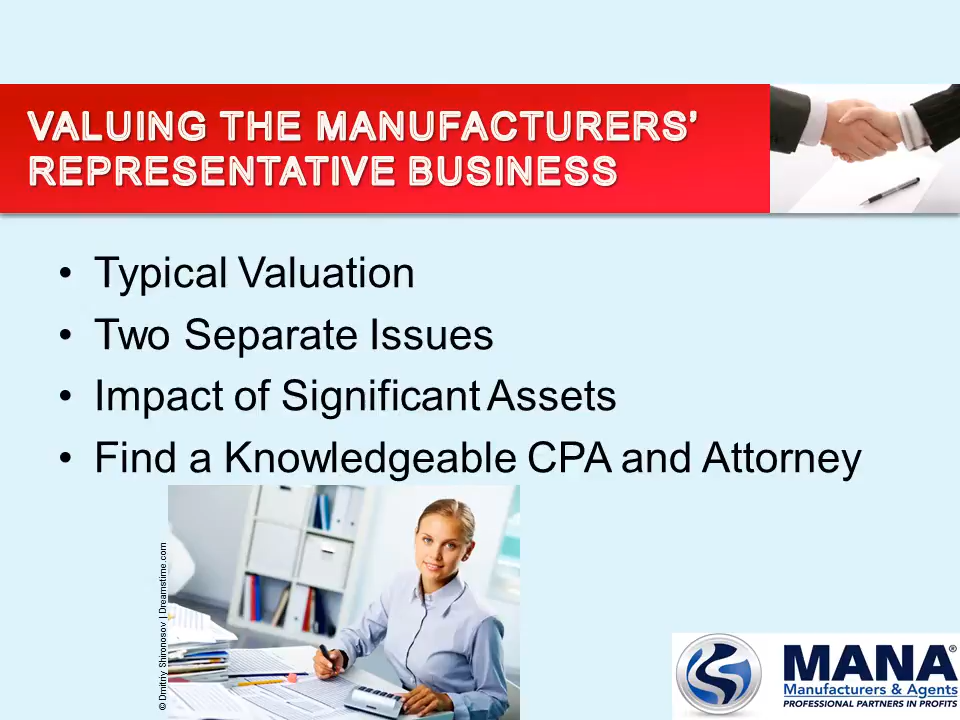 VALUING THE MANUFACTURERS’
REPRESENTATIVE BUSINESS
• Typical Valuation
• Two Separate Issues
• Impact of Significant Assets
• Find a Knowledgeable CPA and Attorney
© Dmitriy Shironosov | Dreamstime.com
MANA®
Manufacturers & Agents
PROFESSIONAL PARTNERS IN PROFITS